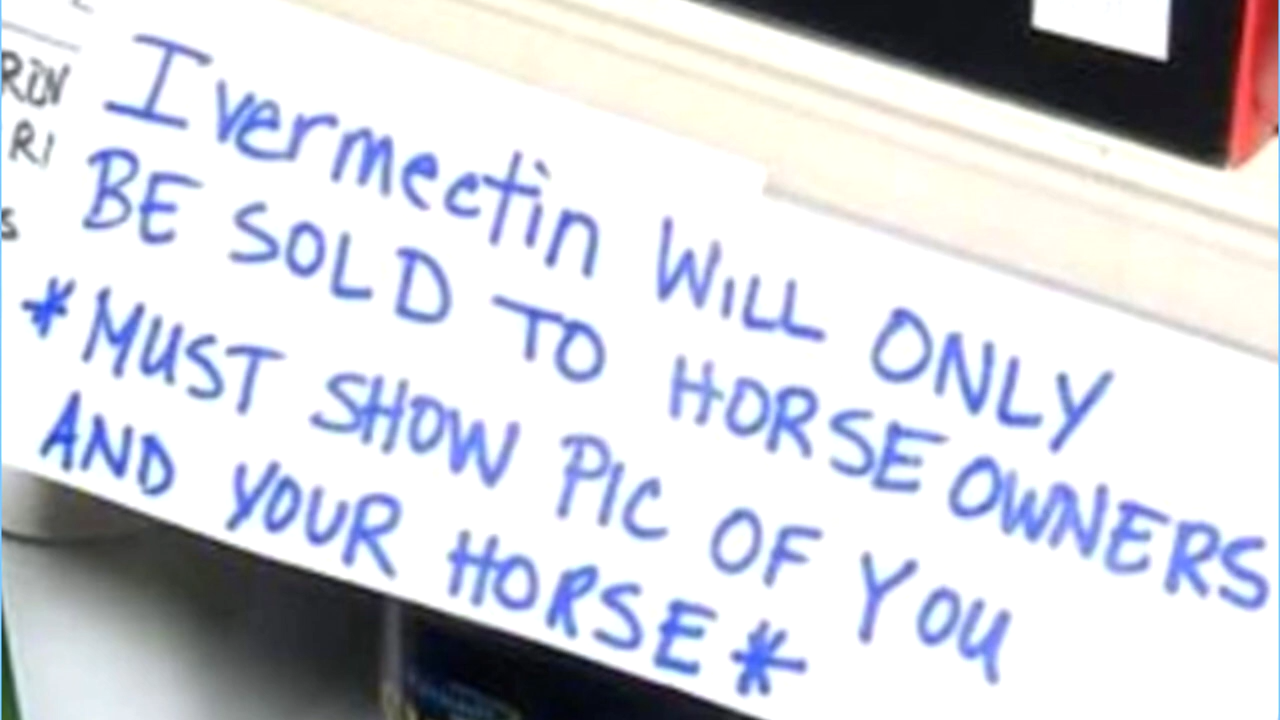 Ivermectin WILL ONLY
BE SOLD TO HORSE OWNERS
*MUST SHOW PIC OF YOU
AND YOUR HORSE*